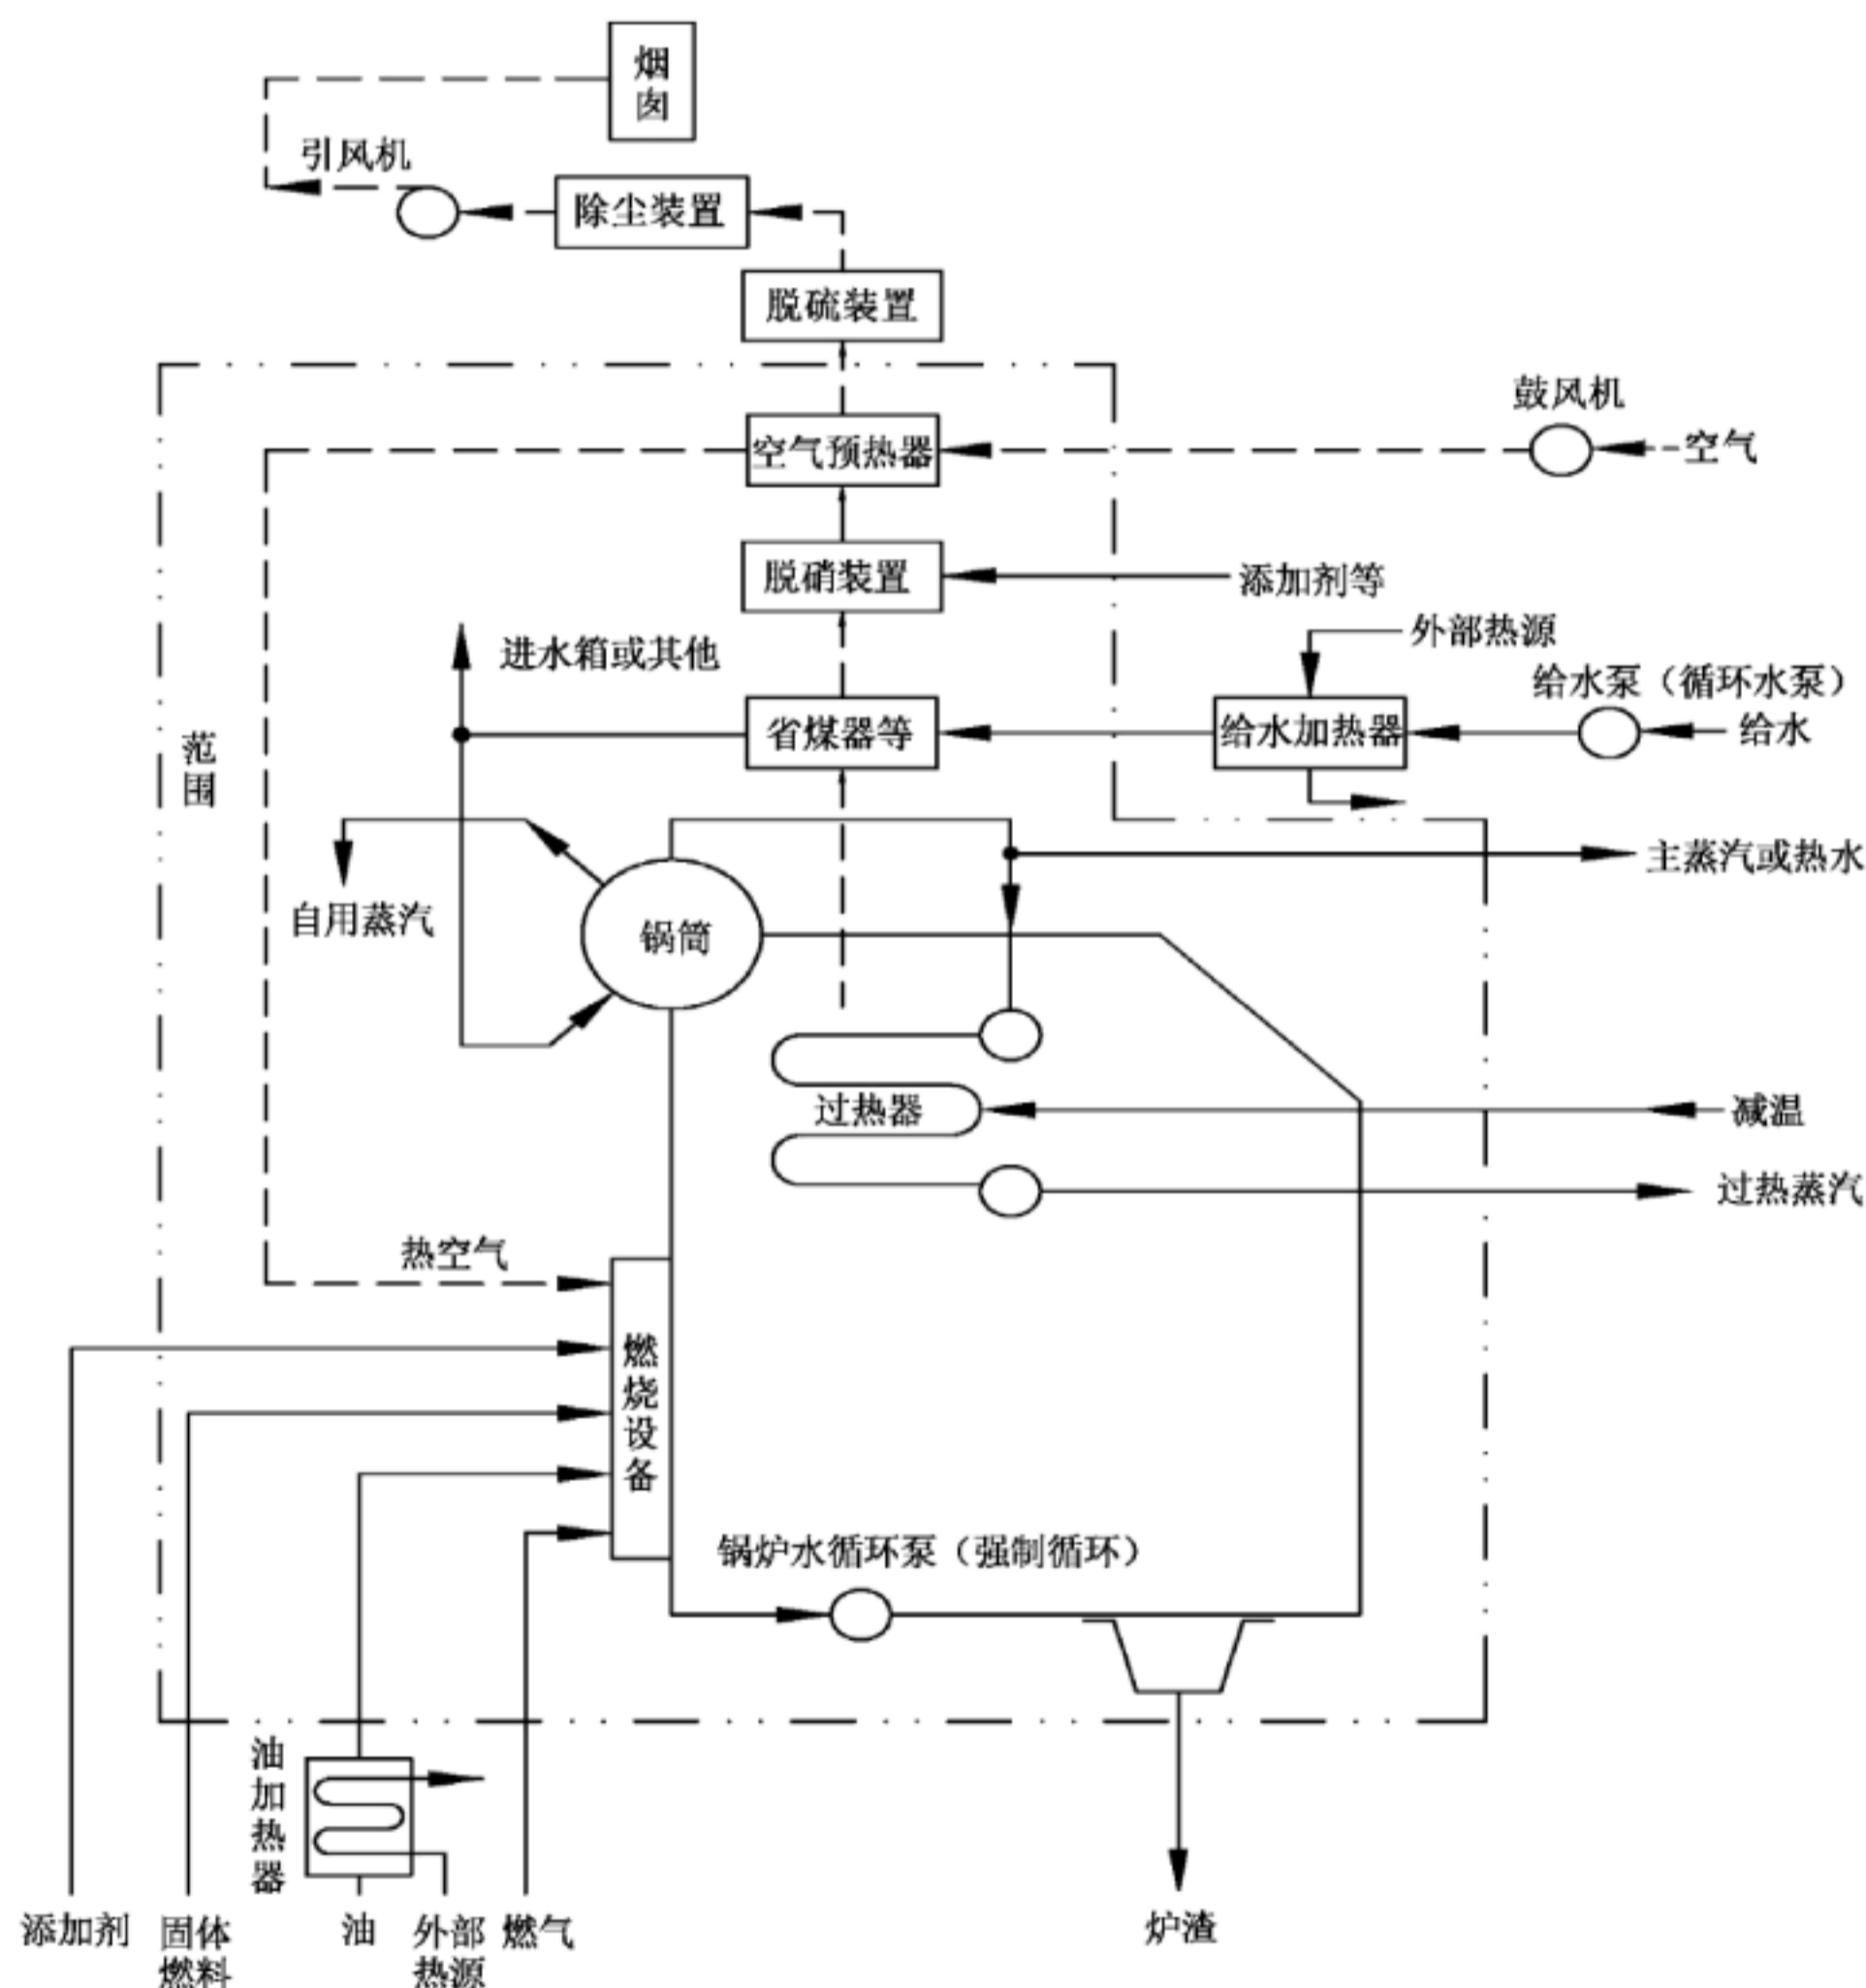 烟
囱
引风机
除尘装置
脱硫装置
鼓风机
空气预热器
空气
脱硝装置
添加剂等
外部热源
进水箱或其他
给水泵（循环水泵）
省煤器等
给水加热器
给水
范
围
主蒸汽或热水
自用蒸汽
锅筒
过热器
减温
过热蒸汽
热空气
燃
烧
设
备
锅炉水循环泵（强制循环）
油
加
热
器
添加剂
固体
燃料
油
外部
热源
燃气
炉渣